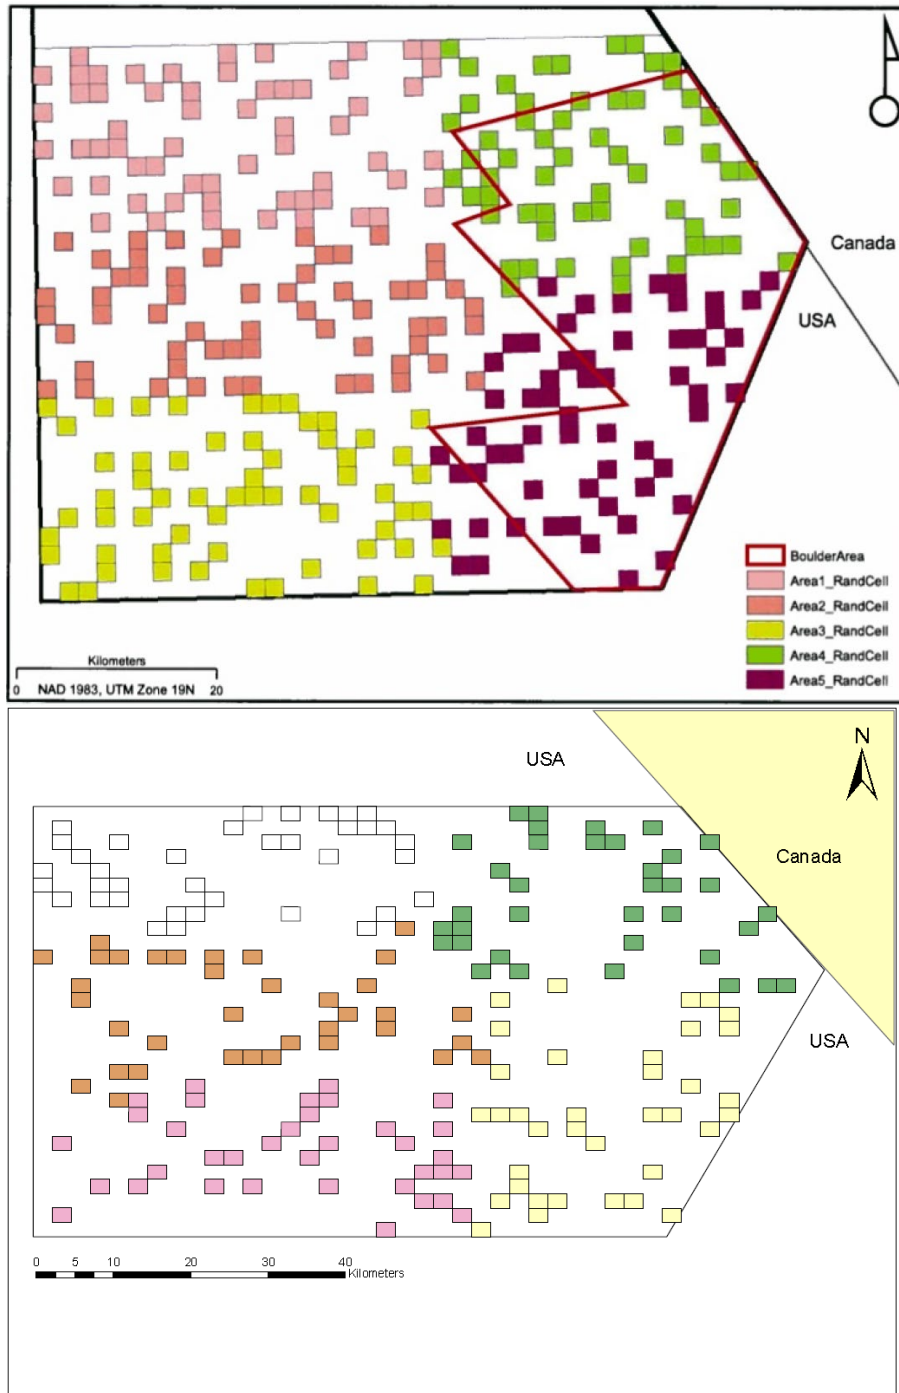 Canada
USA
BoulderArea
Area1_RandCell
Area2_RandCell
Area3_RandCell
Area4_RandCell
Area5_RandCell
Kilometers
0 NAD 1983, UTM Zone 19N 20
N
USA
Canada
USA
0 5 10 20 30 40
Kilometers